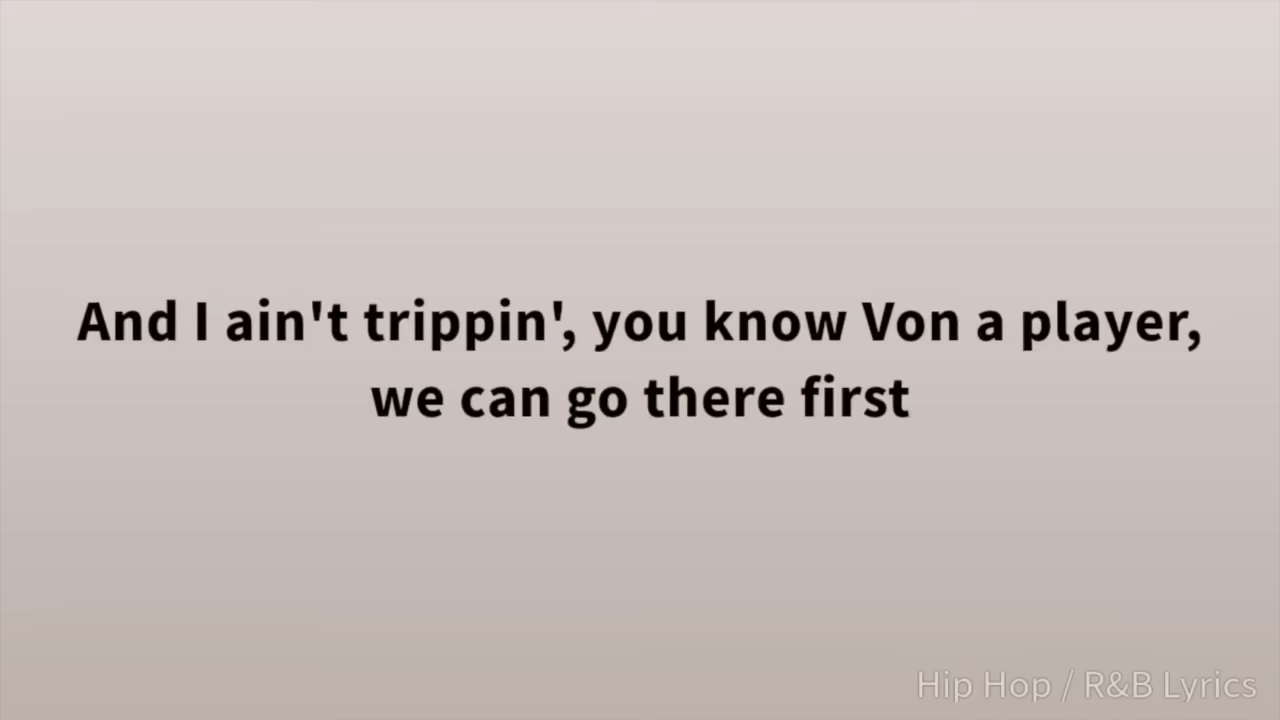 And I ain't trippin', you know Von a player,
we can go there first
Hip Hop / R&B Lyrics